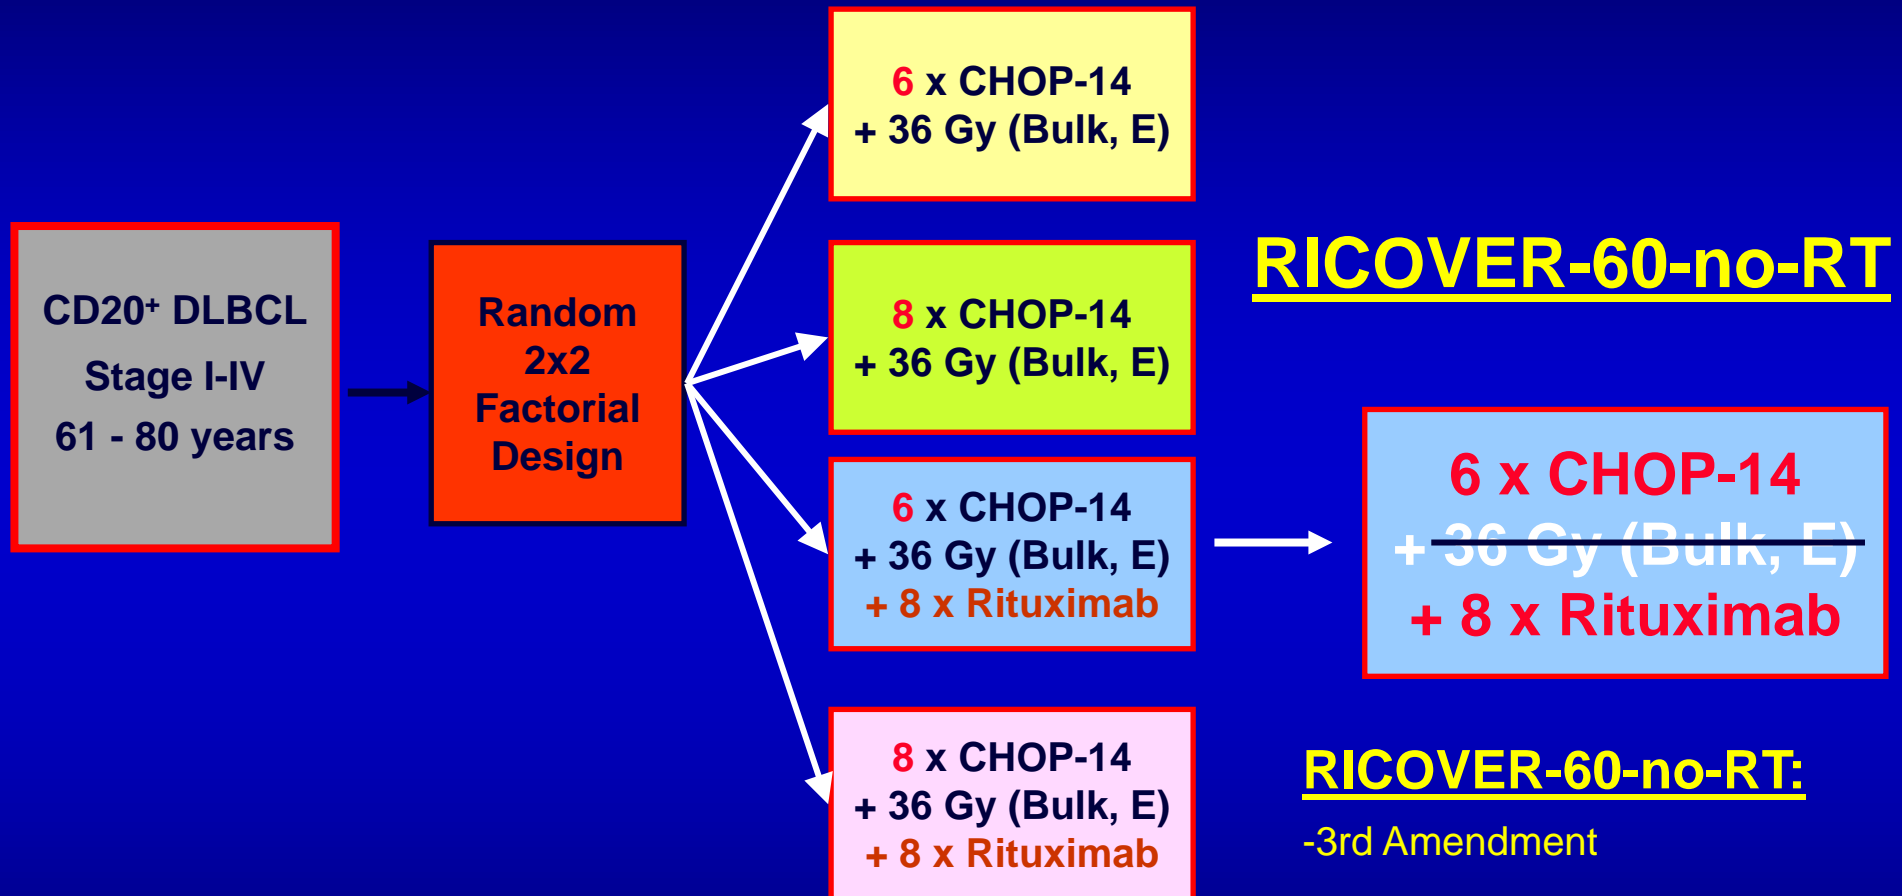 CD20+ DLBCL
Stage I-IV
61 - 80 years
Random
2x2
Factorial
Design
6 x CHOP-14
+ 36 Gy (Bulk, E)
8 x CHOP-14
+ 36 Gy (Bulk, E)
6 x CHOP-14
+ 36 Gy (Bulk, E)
+ 8 x Rituximab
8 x CHOP-14
+ 36 Gy (Bulk, E)
+ 8 x Rituximab
RICOVER-60-no-RT
6 x CHOP-14
+ 36 Gy (Bulk, E)
+ 8 x Rituximab
RICOVER-60-no-RT:
-3rd Amendment